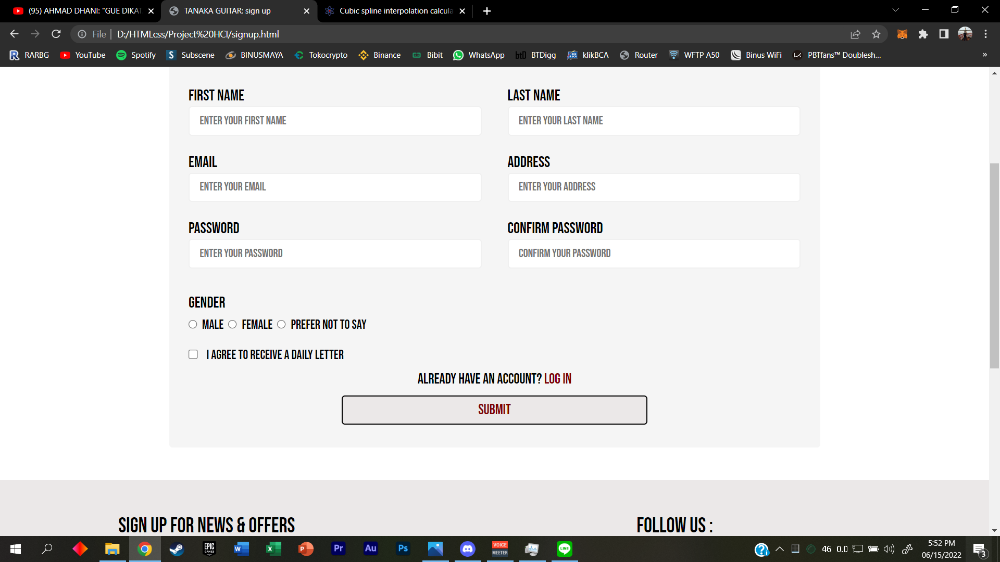 (95) AHMAD DHANI: "GUE DIKAT
TANAKA GUITAR: sign up
Cubic spline interpolation calcula
File
D:/HTMLcss/Project%20HCI/signup.html
RARBG
YouTube
Spotify
Subscene
BINUSMAYA
Tokocrypto
Binance
Bibit
WhatsApp
BTDigg
klikBCA
Router
WFTP A50
Binus WiFi
PBTfans™ Doublesh...
FIRST NAME
LAST NAME
ENTER YOUR FIRST NAME
ENTER YOUR LAST NAME
EMAIL
ADDRESS
ENTER YOUR EMAIL
ENTER YOUR ADDRESS
PASSWORD
CONFIRM PASSWORD
ENTER YOUR PASSWORD
CONFIRM YOUR PASSWORD
GENDER
MALE FEMALE PREFER NOT TO SAY
I AGREE TO RECEIVE A DAILY LETTER
ALREADY HAVE AN ACCOUNT? LOG IN
SUBMIT
SIGN UP FOR NEWS & OFFERS
FOLLOW US :
EPIC GAMES
Pr
Au
Ps
VOICE MEETER
LINE
46 0.0
5:52 PM
06/15/2022
3